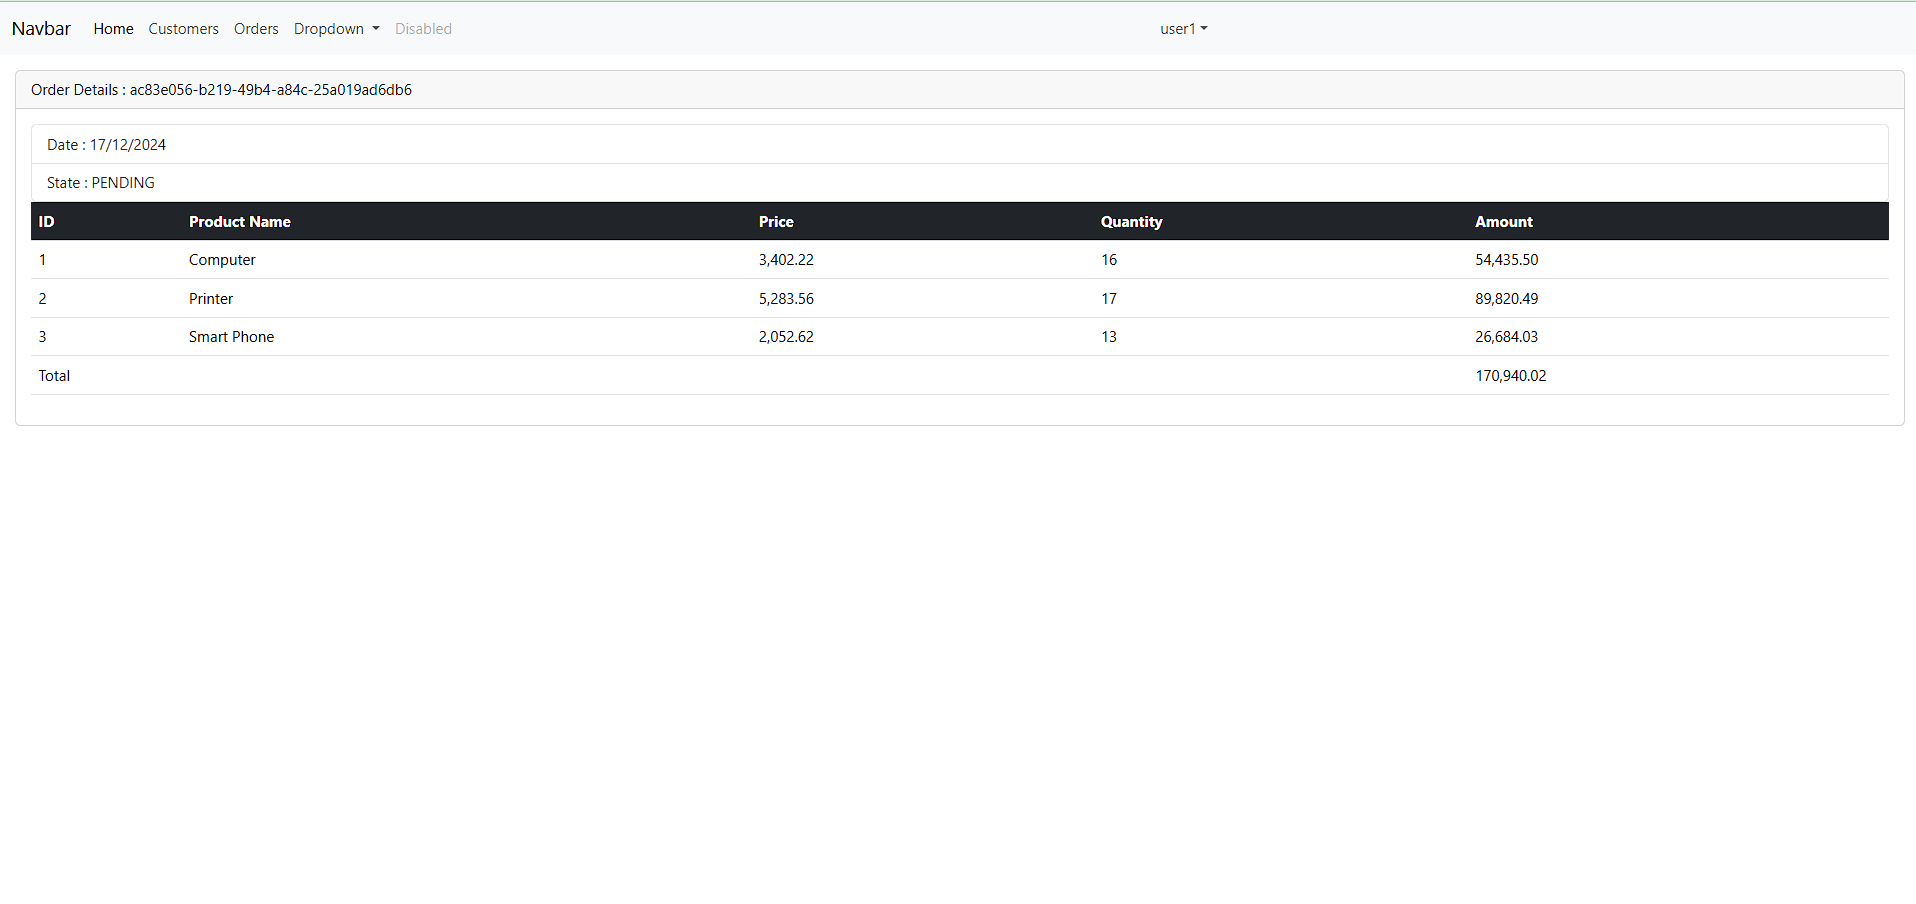 Navbar Home Customers Orders Dropdown Disabled user1
Order Details : ac83e056-b219-49b4-a84c-25a019ad6db6
Date : 17/12/2024
State : PENDING
ID Product Name Price Quantity Amount
1 Computer 3,402.22 16 54,435.50
2 Printer 5,283.56 17 89,820.49
3 Smart Phone 2,052.62 13 26,684.03
Total 170,940.02